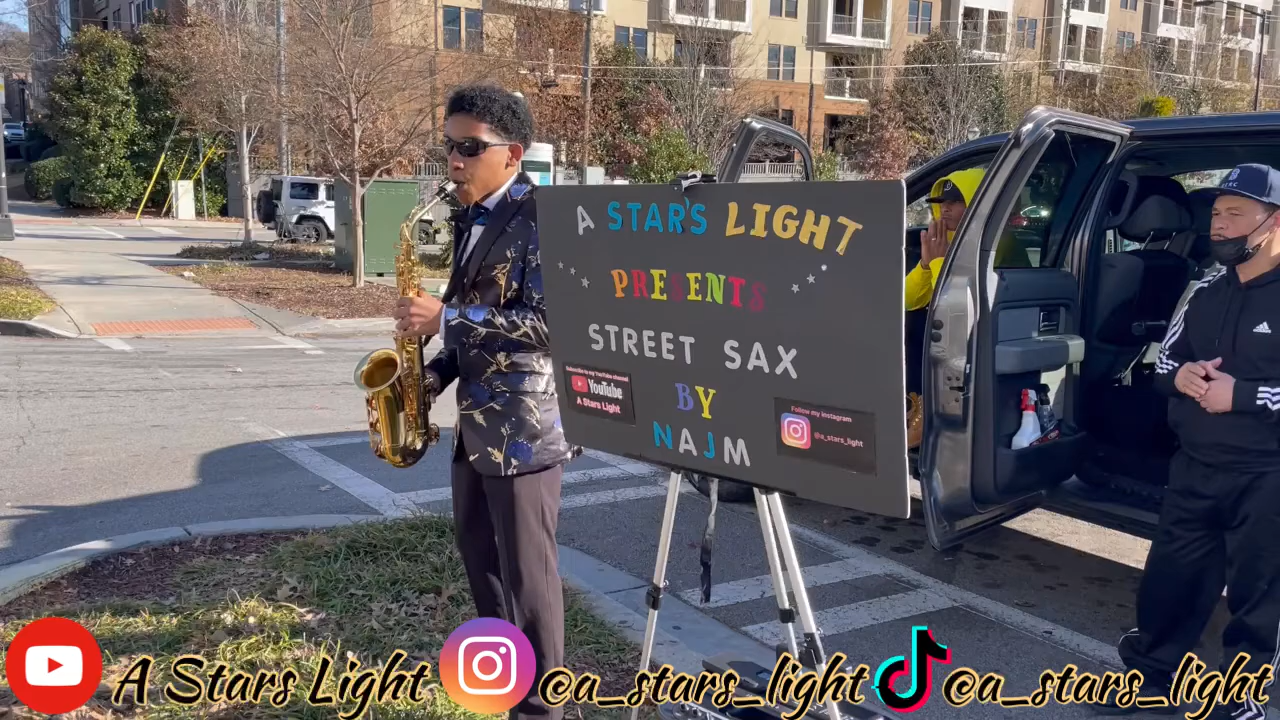 A STAR'S LIGHT
PRESENTS
STREET SAX
BY
NAJM
Subscribe to my YouTube channel
YouTube
A Stars Light
Follow my instagram
@a_stars_light
adidas
A Stars Light
@a_stars_light
@a_stars_light